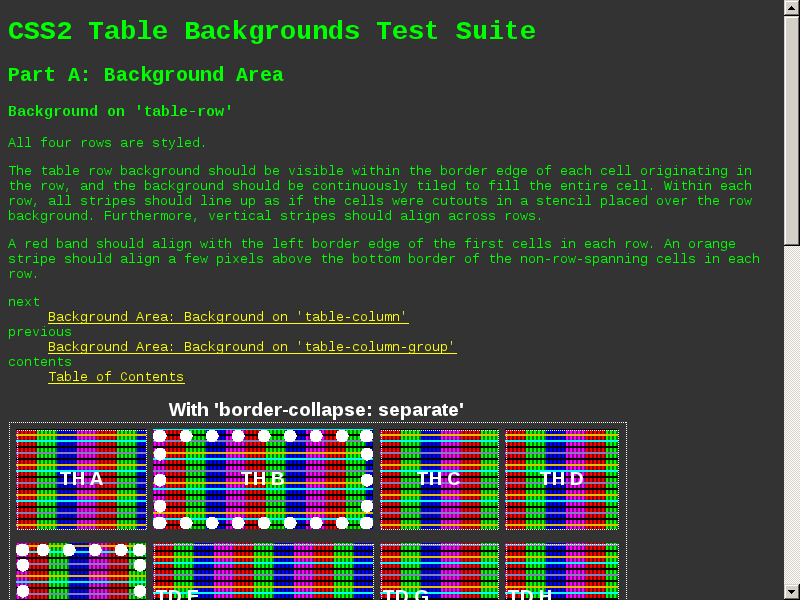 CSS2 Table Backgrounds Test Suite
Part A: Background Area
Background on 'table-row'
All four rows are styled.
The table row background should be visible within the border edge of each cell originating in
the row, and the background should be continuously tiled to fill the entire cell. Within each
row, all stripes should line up as if the cells were cutouts in a stencil placed over the row
background. Furthermore, vertical stripes should align across rows.
A red band should align with the left border edge of the first cells in each row. An orange
stripe should align a few pixels above the bottom border of the non-row-spanning cells in each
row.
next
Background Area: Background on 'table-column'
previous
Background Area: Background on 'table-column-group'
contents
Table of Contents
With 'border-collapse: separate'
TH A TH B TH C TH D
TD F TD G TD H